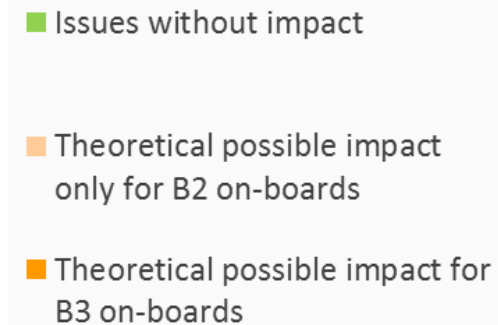 Issues without impact
Theoretical possible impact
only for B2 on-boards
Theoretical possible impact for
B3 on-boards